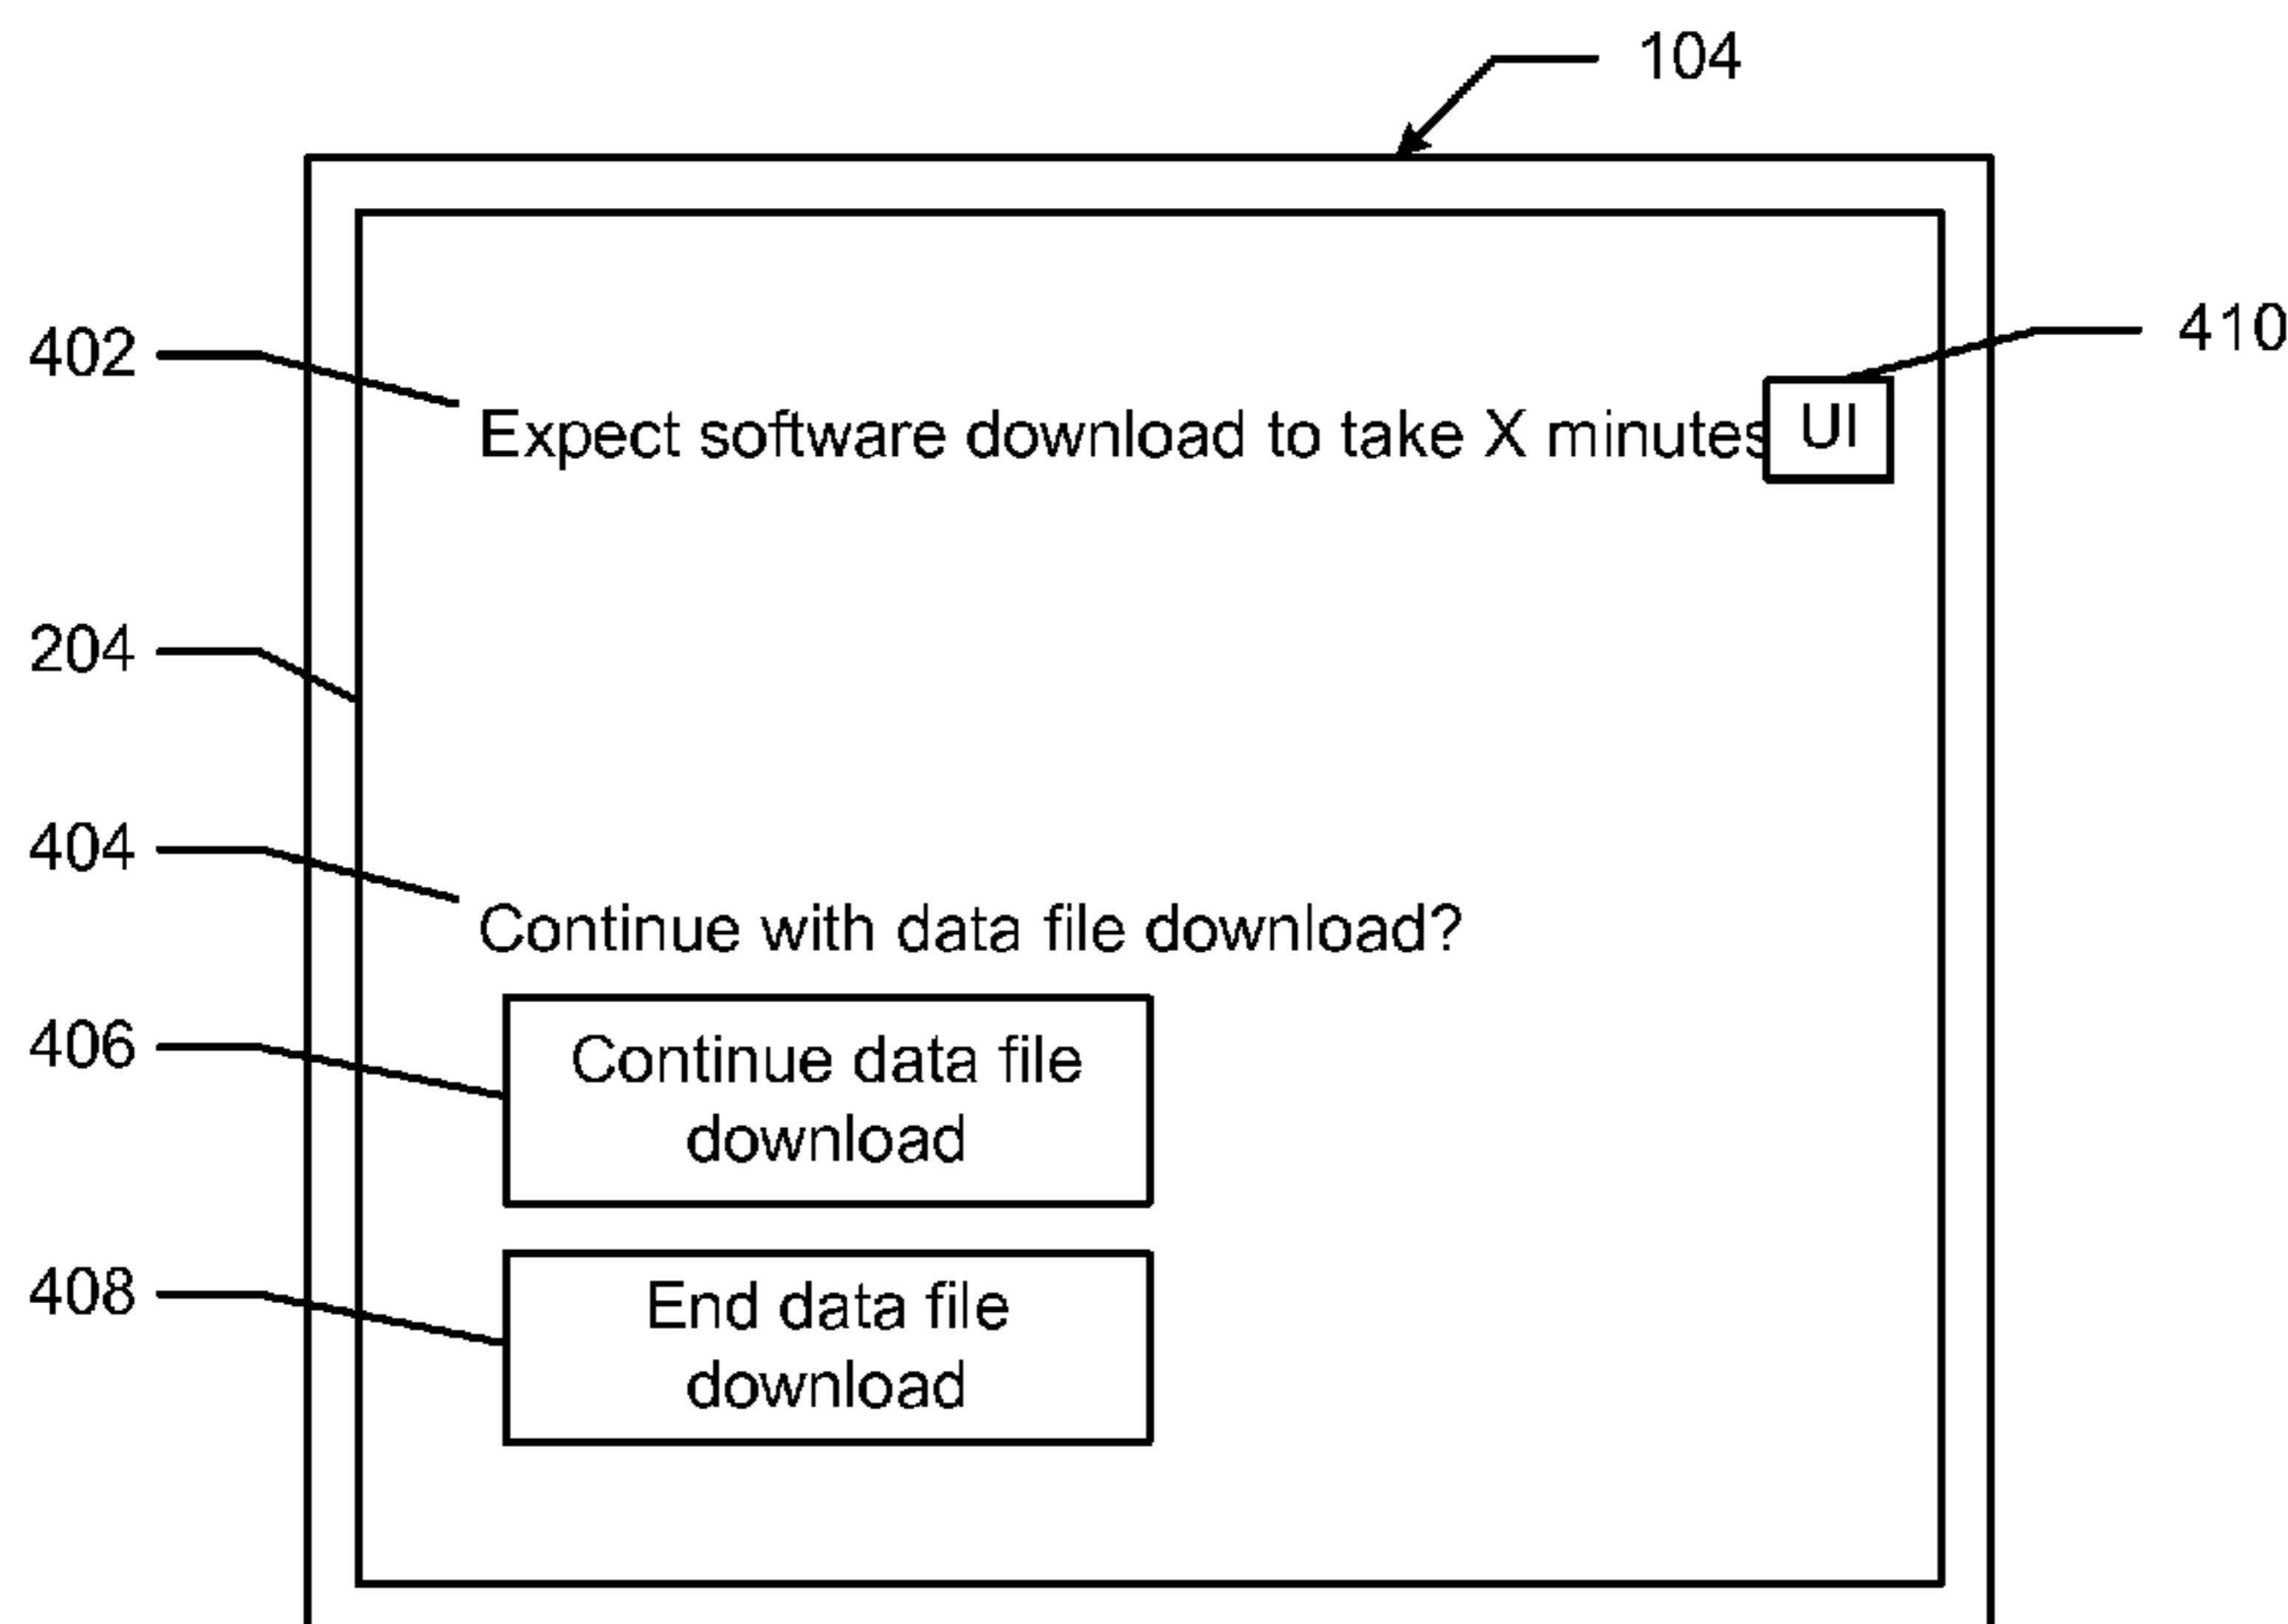 104
402
410
Expect software download to take X minutes
UI
204
404
Continue with data file download?
406
Continue data file
download
408
End data file
download